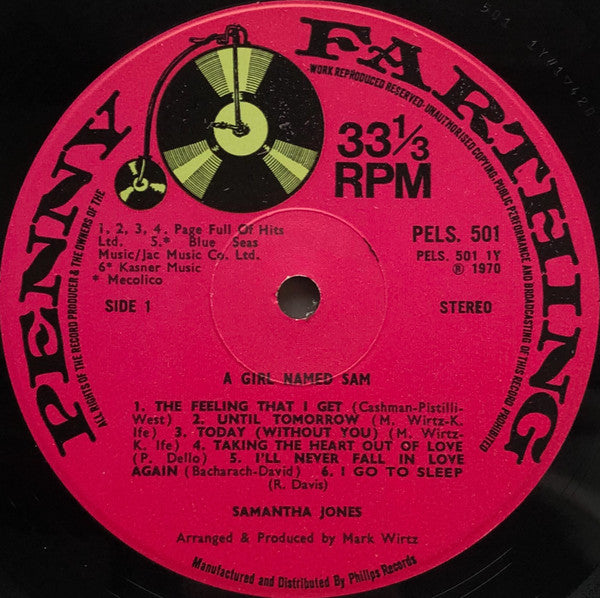 PENNY FARTHING
ALL RIGHTS OF THE RECORD PRODUCER & THE OWNERS OF THE
WORK REPRODUCED RESERVED·UNAUTHORISED COPYING; PUBLIC PERFORMANCE AND BROADCASTING OF THIS RECORD PROHIBITED
33 1/3
RPM
1, 2, 3, 4. Page Full Of Hits
Ltd. 5.* Blue Seas
Music/Jac Music Co. Ltd.
6* Kasner Music
* Mecolico
PELS. 501
PELS. 501 1Y
℗ 1970
SIDE 1
STEREO
A GIRL NAMED SAM
1. THE FEELING THAT I GET (Cashman-Pistilli-
West) 2. UNTIL TOMORROW (M. Wirtz-K.
Ife) 3. TODAY (WITHOUT YOU) (M. Wirtz-
K. Ife) 4. TAKING THE HEART OUT OF LOVE
(P. Dello) 5. I'LL NEVER FALL IN LOVE
AGAIN (Bacharach-David) 6. I GO TO SLEEP
(R. Davis)
SAMANTHA JONES
Arranged & Produced by Mark Wirtz
Manufactured and Distributed By Philips Records